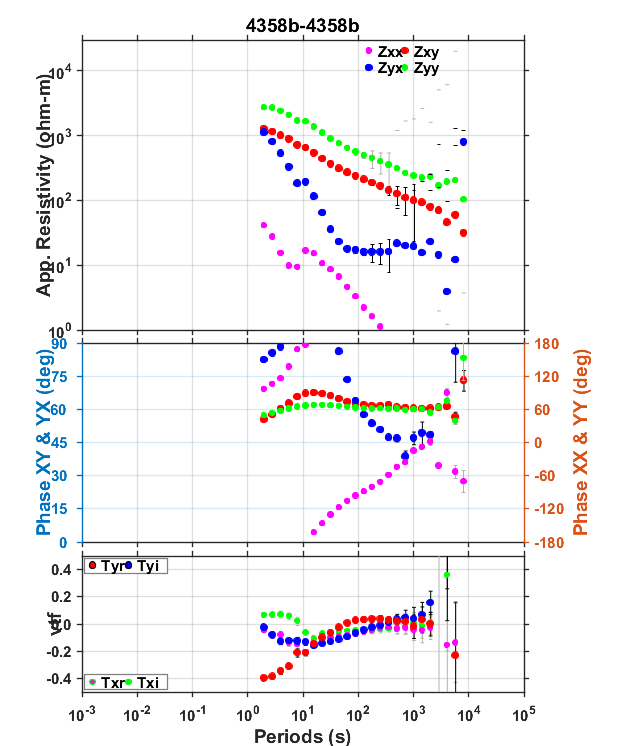 4358b-4358b
Zxx Zxy
Zyx Zyy
App. Resistivity (ohm-m)
10^4
10^3
10^2
10^1
10^0
Phase XY & YX (deg)
90
75
60
45
30
15
0
180
120
60
0
-60
-120
-180
Phase XX & YY (deg)
Tyr Tyi
vtf
0.4
0.2
0.0
-0.2
-0.4
Txr Txi
10^-3 10^-2 10^-1 10^0 10^1 10^2 10^3 10^4 10^5
Periods (s)